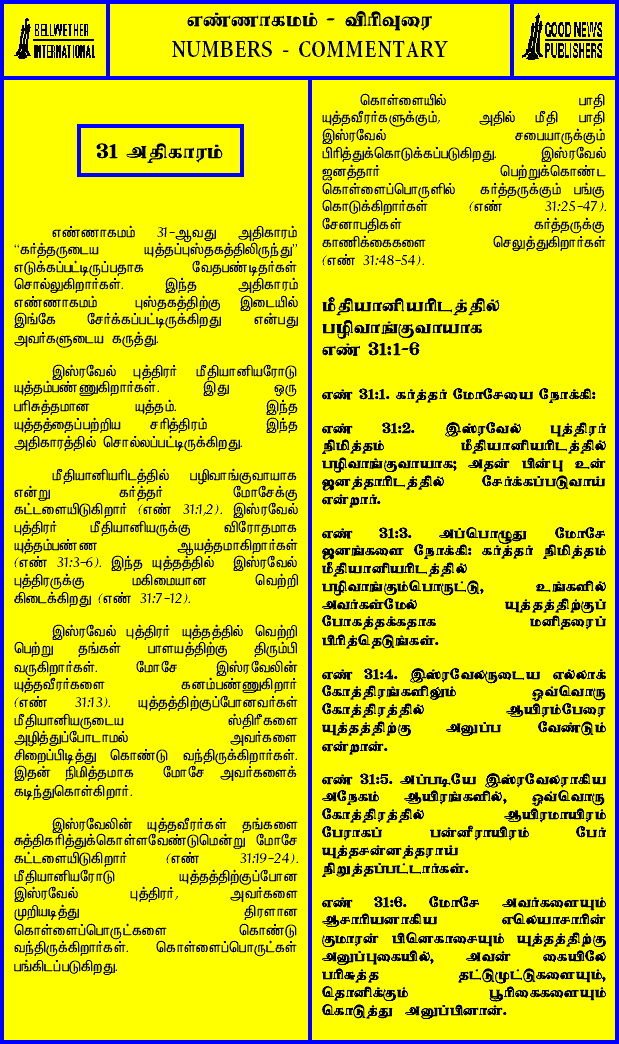 BELLWETHER
INTERNATIONAL
எண்ணாகமம் - விரிவுரை
NUMBERS - COMMENTARY
GOOD NEWS
PUBLISHERS
31 அதிகாரம்
எண்ணாகமம் 31-ஆவது அதிகாரம்
“கர்த்தருடைய யுத்தப்புஸ்தகத்திலிருந்து”
எடுக்கப்பட்டிருப்பதாக வேதபண்டிதர்கள்
சொல்லுகிறார்கள். இந்த அதிகாரம்
எண்ணாகமம் புஸ்தகத்திற்கு இடையில்
இங்கே சேர்க்கப்பட்டிருக்கிறது என்பது
அவர்களுடைய கருத்து.
இஸ்ரவேல் புத்திரர் மீதியானியரோடு
யுத்தம்பண்ணுகிறார்கள். இது ஒரு
பரிசுத்தமான யுத்தம். இந்த
யுத்தத்தைப்பற்றிய சரித்திரம் இந்த
அதிகாரத்தில் சொல்லப்பட்டிருக்கிறது.
மீதியானியரிடத்தில் பழிவாங்குவாயாக
என்று கர்த்தர் மோசேக்கு
கட்டளையிடுகிறார் (எண் 31:1,2). இஸ்ரவேல்
புத்திரர் மீதியானியருக்கு விரோதமாக
யுத்தம்பண்ண ஆயத்தமாகிறார்கள்
(எண் 31:3-6). இந்த யுத்தத்தில் இஸ்ரவேல்
புத்திரருக்கு மகிமையான வெற்றி
கிடைக்கிறது (எண் 31:7-12).
இஸ்ரவேல் புத்திரர் யுத்தத்தில் வெற்றி
பெற்று தங்கள் பாளயத்திற்கு திரும்பி
வருகிறார்கள். மோசே இஸ்ரவேலின்
யுத்தவீரர்களை கனம்பண்ணுகிறார்
(எண் 31:13). யுத்தத்திற்குப்போனவர்கள்
மீதியானியருடைய ஸ்திரீகளை
அழித்துப்போடாமல் அவர்களை
சிறைப்பிடித்து கொண்டு வந்திருக்கிறார்கள்.
இதன் நிமித்தமாக மோசே அவர்களைக்
கடிந்துகொள்கிறார்.
இஸ்ரவேலின் யுத்தவீரர்கள் தங்களை
சுத்திகரித்துக்கொள்ளவேண்டுமென்று மோசே
கட்டளையிடுகிறார் (எண் 31:19-24).
மீதியானியரோடு யுத்தத்திற்குப்போன
இஸ்ரவேல் புத்திரர், அவர்களை
முறியடித்து திரளான
கொள்ளைப்பொருட்களை கொண்டு
வந்திருக்கிறார்கள். கொள்ளைப்பொருட்கள்
பங்கிடப்படுகிறது.
கொள்ளையில் பாதி
யுத்தவீரர்களுக்கும், அதில் மீதி பாதி
இஸ்ரவேல் சபையாருக்கும்
பிரித்துக்கொடுக்கப்படுகிறது. இஸ்ரவேல்
ஜனத்தார் பெற்றுக்கொண்ட
கொள்ளைப்பொருளில் கர்த்தருக்கும் பங்கு
கொடுக்கிறார்கள் (எண் 31:25-47).
சேனாபதிகள் கர்த்தருக்கு
காணிக்கைகளை செலுத்துகிறார்கள்
(எண் 31:48-54).
மீதியானியரிடத்தில்
பழிவாங்குவாயாக
எண் 31:1-6
எண் 31:1. கர்த்தர் மோசேயை நோக்கி:
எண் 31:2. இஸ்ரவேல் புத்திரர்
நிமித்தம் மீதியானியரிடத்தில்
பழிவாங்குவாயாக; அதன் பின்பு உன்
ஜனத்தாரிடத்தில் சேர்க்கப்படுவாய்
என்றார்.
எண் 31:3. அப்பொழுது மோசே
ஜனங்களை நோக்கி: கர்த்தர் நிமித்தம்
மீதியானியரிடத்தில்
பழிவாங்கும்பொருட்டு, உங்களில்
அவர்கள்மேல் யுத்தத்திற்குப்
போகத்தக்கதாக மனிதரைப்
பிரித்தெடுங்கள்.
எண் 31:4. இஸ்ரவேலருடைய எல்லாக்
கோத்திரங்களிலும் ஒவ்வொரு
கோத்திரத்தில் ஆயிரம்பேரை
யுத்தத்திற்கு அனுப்ப வேண்டும்
என்றான்.
எண் 31:5. அப்படியே இஸ்ரவேலராகிய
அநேகம் ஆயிரங்களில், ஒவ்வொரு
கோத்திரத்தில் ஆயிரமாயிரம்
பேராகப் பன்னீராயிரம் பேர்
யுத்தசன்னத்தராய்
நிறுத்தப்பட்டார்கள்.
எண் 31:6. மோசே அவர்களையும்
ஆசாரியனாகிய எலெயாசாரின்
குமாரன் பினெகாசையும் யுத்தத்திற்கு
அனுப்புகையில், அவன் கையிலே
பரிசுத்த தட்டுமுட்டுகளையும்,
தொனிக்கும் பூரிகைகளையும்
கொடுத்து அனுப்பினான்.